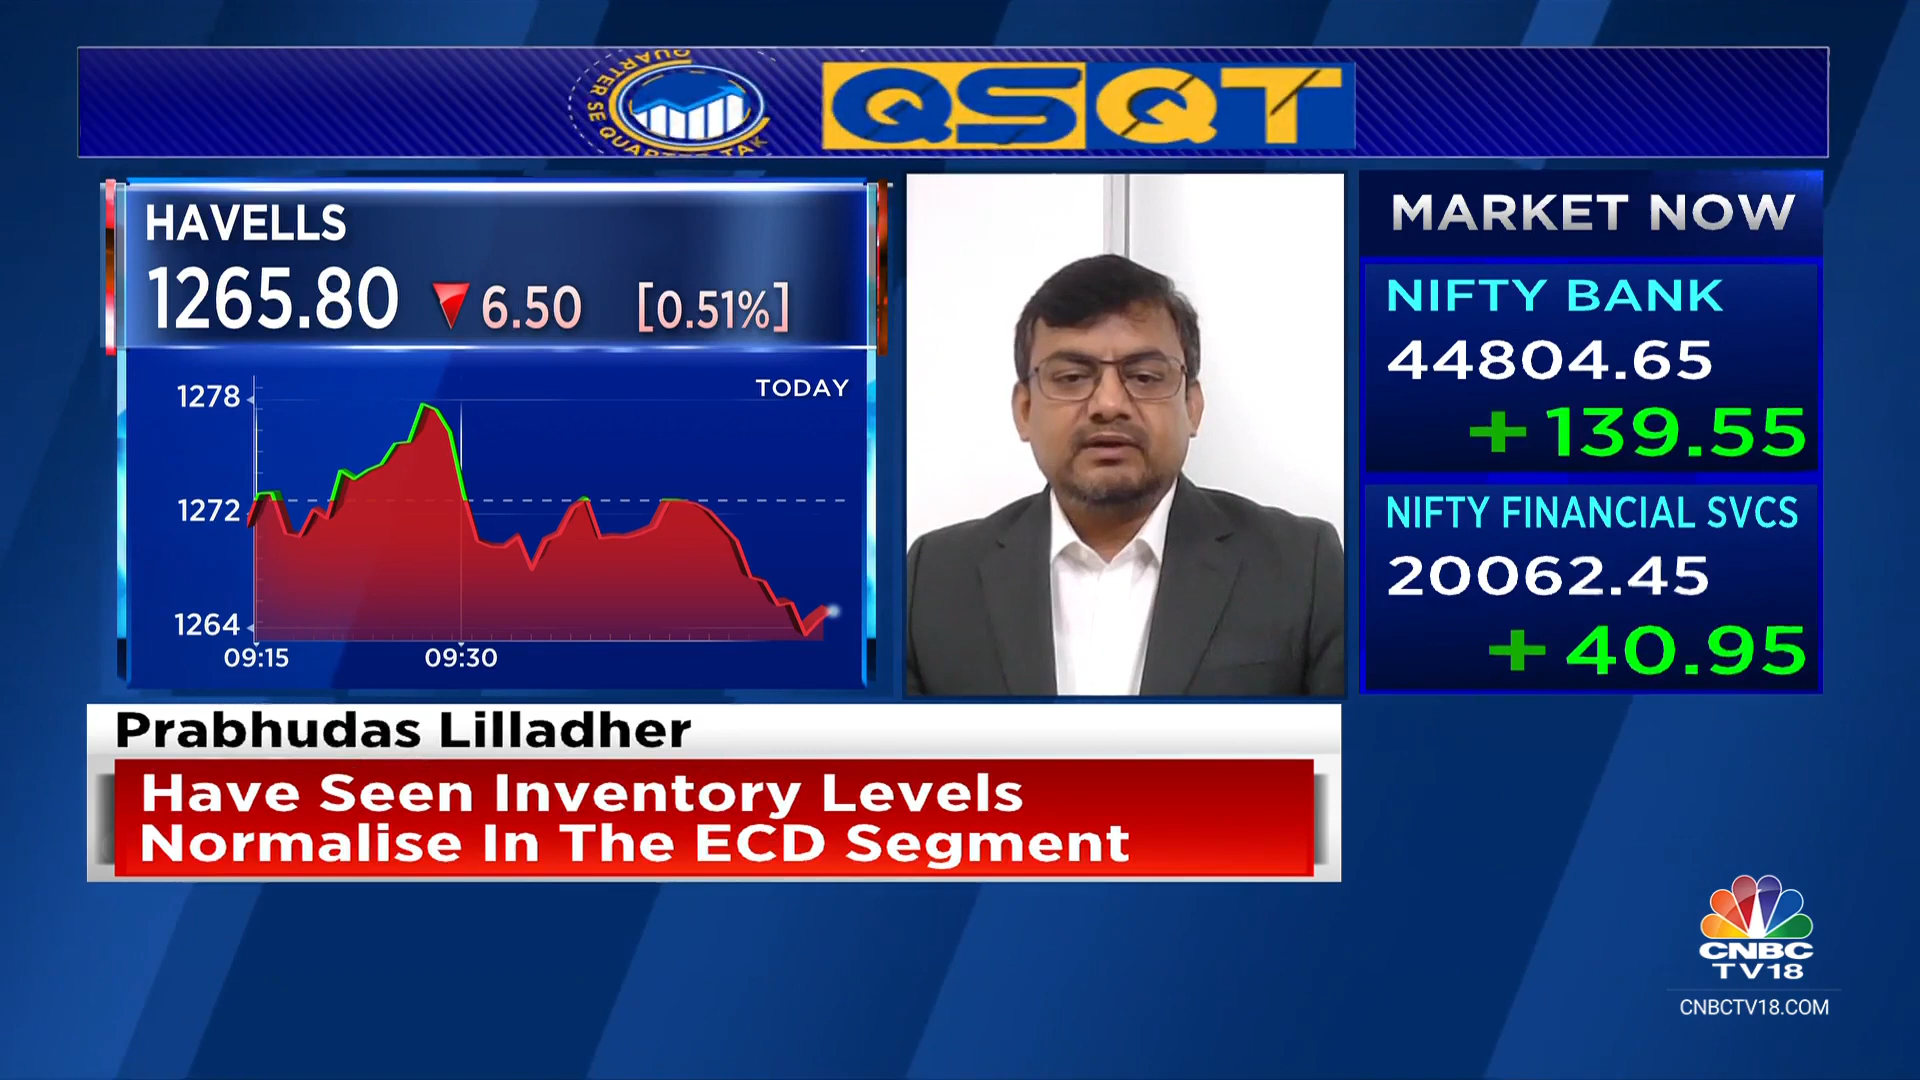 QUARTER SE QUARTER TAK
QSQT
HAVELLS
1265.80 ▼ 6.50 [0.51%]
TODAY
1278
1272
1264
09:15 09:30
MARKET NOW
NIFTY BANK
44804.65
+ 139.55
NIFTY FINANCIAL SVCS
20062.45
+ 40.95
Prabhudas Lilladher
Have Seen Inventory Levels
Normalise In The ECD Segment
CNBC
TV18
CNBCTV18.COM